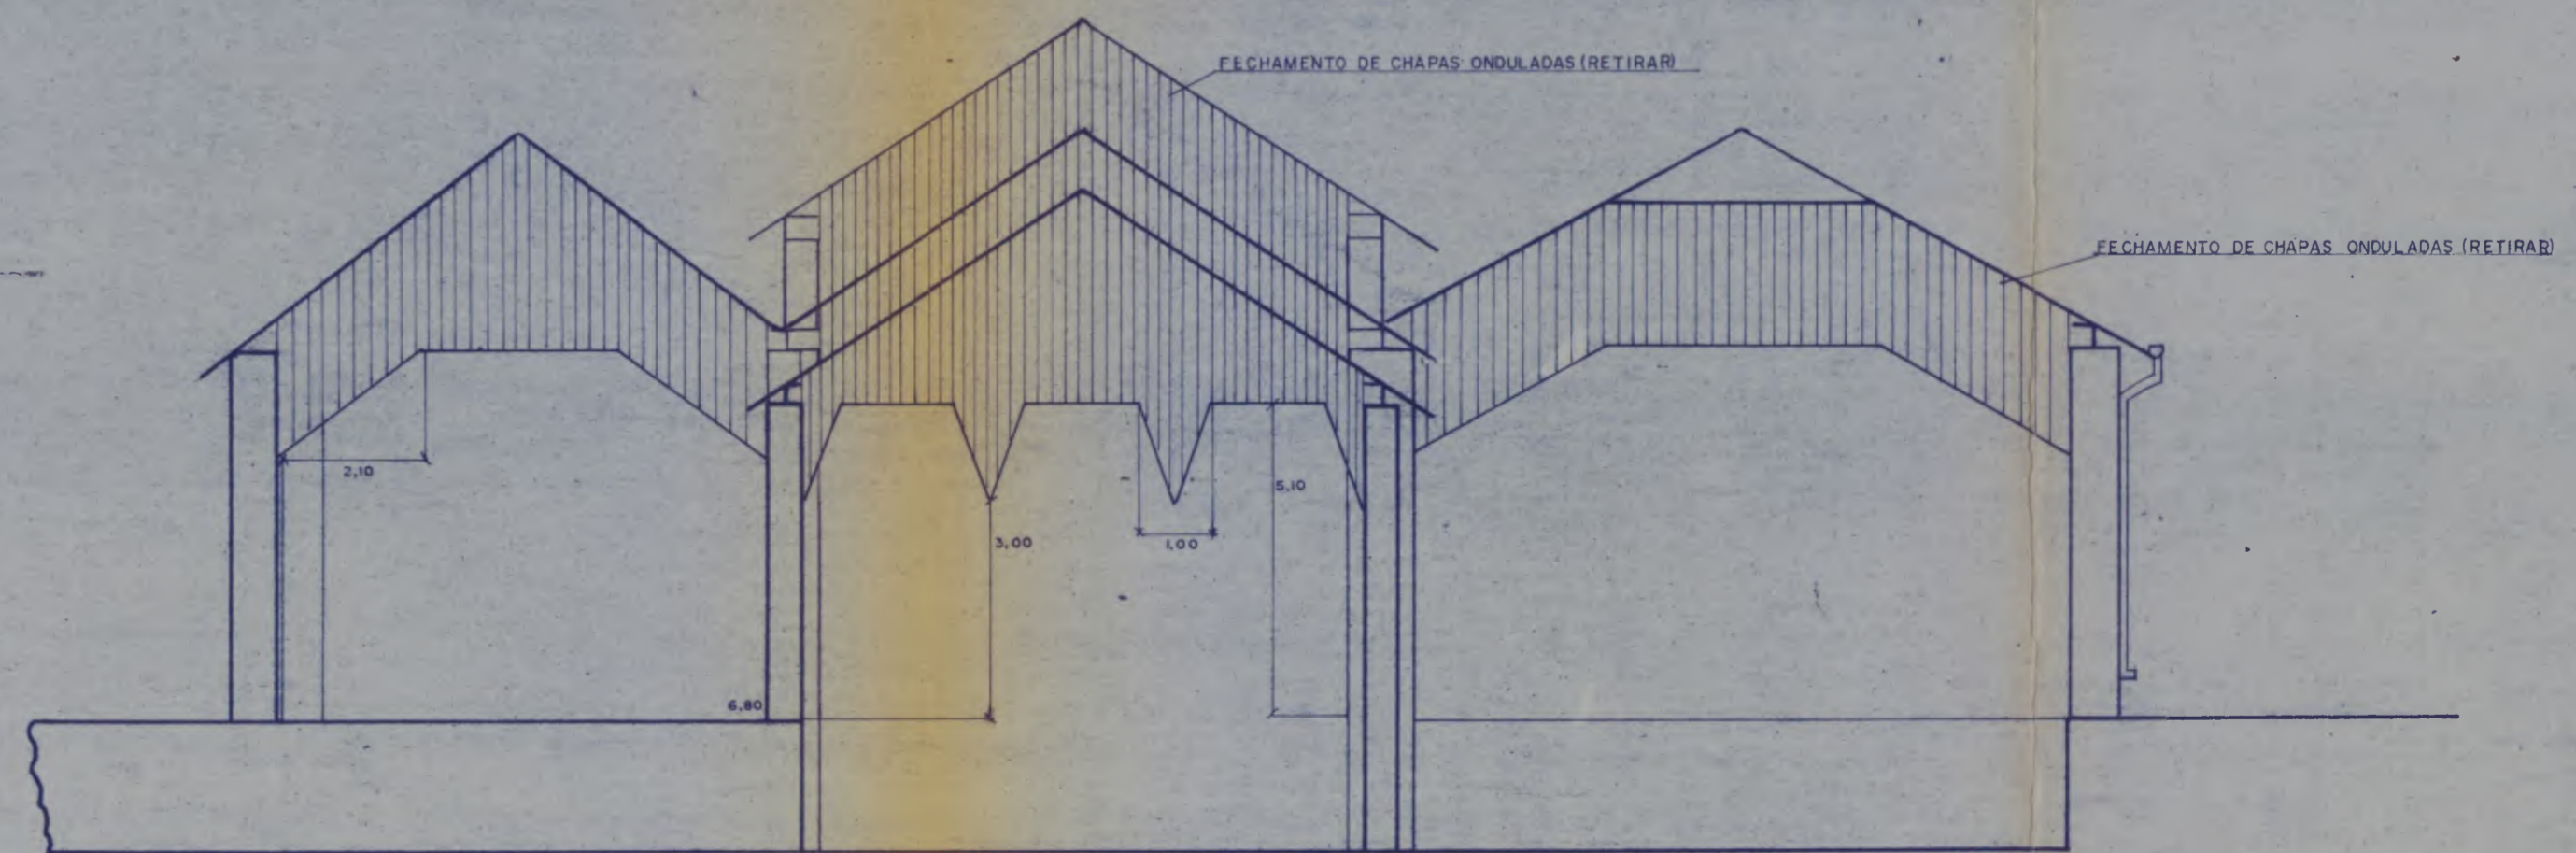 FECHAMENTO DE CHAPAS ONDULADAS (RETIRAR)
FECHAMENTO DE CHAPAS ONDULADAS (RETIRAR)
2,10
5,10
3,00
1,00
6,80